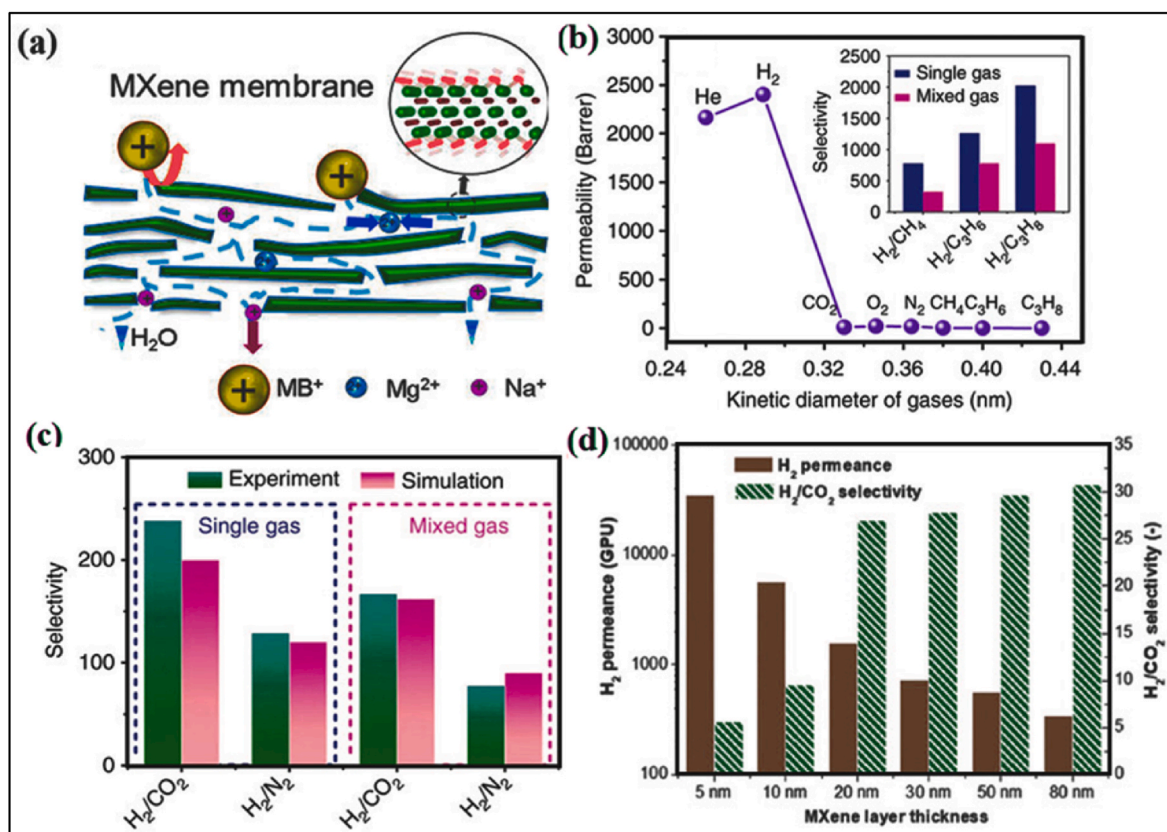 (a)
MXene membrane
H₂O
MB⁺ Mg²⁺ Na⁺
(b)
Permeability (Barrer)
3000
2500
2000
1500
1000
500
0
He
H₂
CO₂ O₂ N₂ CH₄ C₃H₆ C₃H₈
0.24 0.28 0.32 0.36 0.40 0.44
Kinetic diameter of gases (nm)
Selectivity
2500
2000
1500
1000
500
0
Single gas
Mixed gas
H₂/CH₄
H₂/C₃H₆
H₂/C₃H₈
(c)
Selectivity
300
200
100
0
Experiment Simulation
Single gas Mixed gas
H₂/CO₂ H₂/N₂ H₂/CO₂ H₂/N₂
(d)
H₂ permeance (GPU)
100000
10000
1000
100
H₂ permeance
H₂/CO₂ selectivity
35
30
25
20
15
10
5
0
H₂/CO₂ selectivity (-)
5 nm 10 nm 20 nm 30 nm 50 nm 80 nm
MXene layer thickness